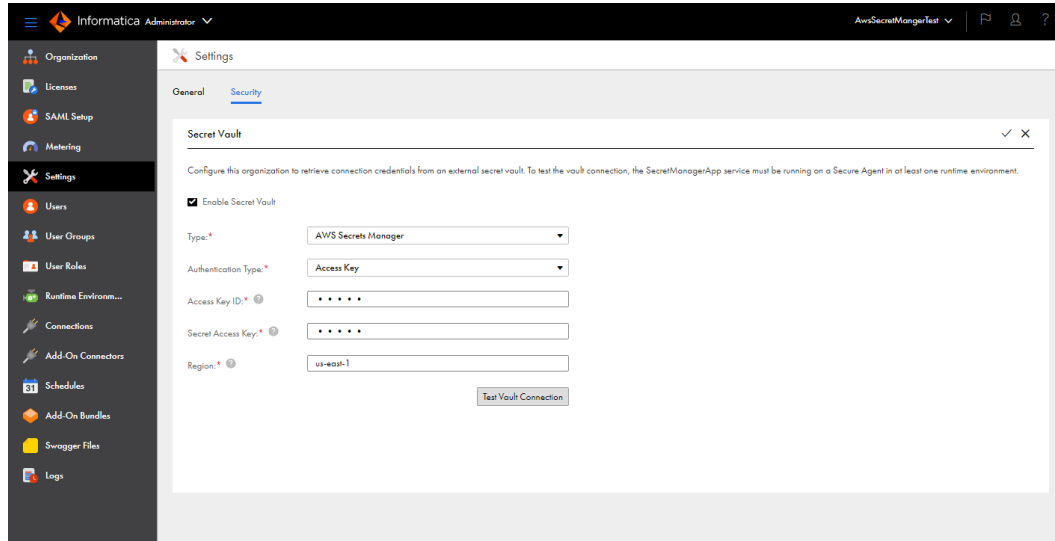 Informatica Administrator
AwsSecretMangerTest
?
Organization
Licenses
SAML Setup
Metering
Settings
Users
User Groups
User Roles
Runtime Environm...
Connections
Add-On Connectors
31 Schedules
Add-On Bundles
Swagger Files
Logs
Settings
General Security
Secret Vault
Configure this organization to retrieve connection credentials from an external secret vault. To test the vault connection, the SecretManagerApp service must be running on a Secure Agent in at least one runtime environment.
Enable Secret Vault
Type:* AWS Secrets Manager
Authentication Type:* Access Key
Access Key ID:* ? • • • • •
Secret Access Key:* ? • • • • •
Region:* ? us-east-1
Test Vault Connection